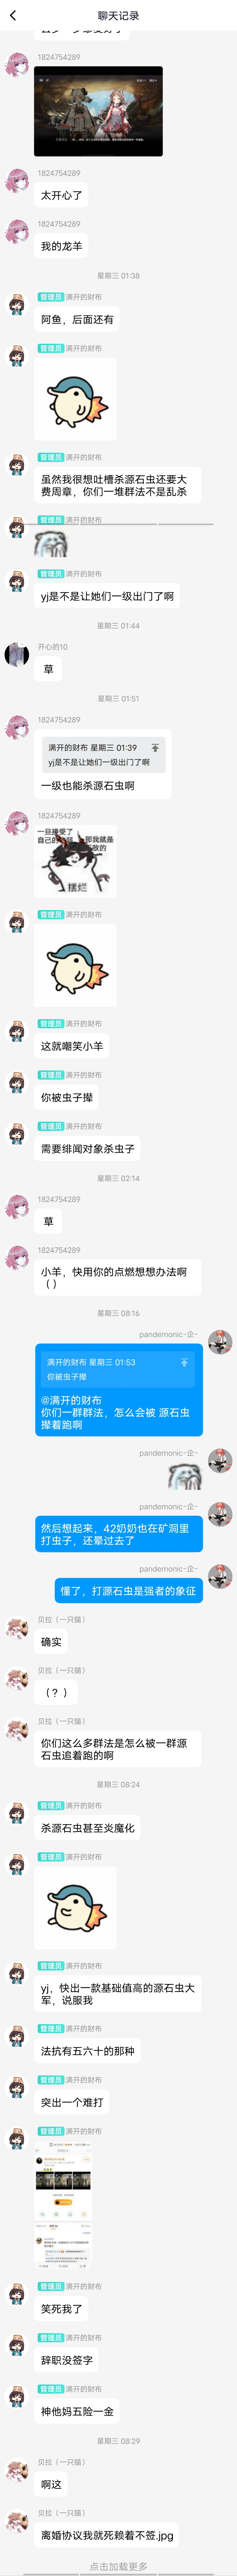 聊天记录
1824754289
1824754289
太开心了
1824754289
我的龙羊
星期三 01:38
管理员 满开的財布
阿鱼，后面还有
管理员 满开的財布
管理员 满开的財布
虽然我很想吐槽杀源石虫还要大
费周章，你们一堆群法不是乱杀
管理员 满开的財布
管理员 满开的財布
yj是不是让她们一级出门了啊
星期三 01:44
开心的10
草
星期三 01:51
1824754289
满开的財布 星期三 01:39
yj是不是让她们一级出门了啊
一级也能杀源石虫啊
1824754289
一旦接受了
自己的
那我就是
敌的
摆烂
管理员 满开的財布
管理员 满开的財布
这就嘲笑小羊
管理员 满开的財布
你被虫子撵
管理员 满开的財布
需要绯闻对象杀虫子
星期三 02:14
1824754289
草
1824754289
小羊，快用你的点燃想想办法啊
（）
星期三 08:16
pandemonic-企-
满开的財布 星期三 01:53
你被虫子撵
@满开的財布
你们一群群法，怎么会被 源石虫
撵着跑啊
pandemonic-企-
pandemonic-企-
然后想起来，42奶奶也在矿洞里
打虫子，还晕过去了
pandemonic-企-
懂了，打源石虫是强者的象征
贝拉（一只猫）
确实
贝拉（一只猫）
（？）
贝拉（一只猫）
你们这么多群法是怎么被一群源
石虫追着跑的啊
星期三 08:24
管理员 满开的財布
杀源石虫甚至炎魔化
管理员 满开的財布
管理员 满开的財布
yj，快出一款基础值高的源石虫大
军，说服我
管理员 满开的財布
法抗有五六十的那种
管理员 满开的財布
突出一个难打
管理员 满开的財布
管理员 满开的財布
笑死我了
管理员 满开的財布
辞职没签字
管理员 满开的財布
神他妈五险一金
星期三 08:29
贝拉（一只猫）
啊这
贝拉（一只猫）
离婚协议我就死赖着不签.jpg
点击加载更多